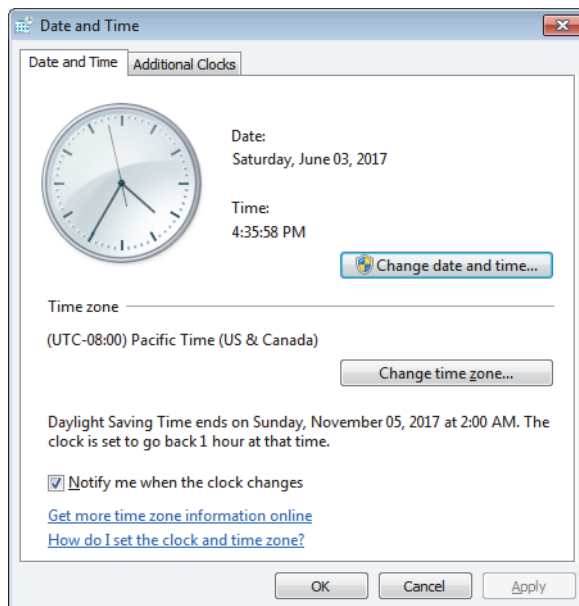 Date and Time
Date and Time
Additional Clocks
Date:
Saturday, June 03, 2017
Time:
4:35:58 PM
Change date and time...
Time zone
(UTC-08:00) Pacific Time (US & Canada)
Change time zone...
Daylight Saving Time ends on Sunday, November 05, 2017 at 2:00 AM. The
clock is set to go back 1 hour at that time.
Notify me when the clock changes
Get more time zone information online
How do I set the clock and time zone?
OK
Cancel
Apply